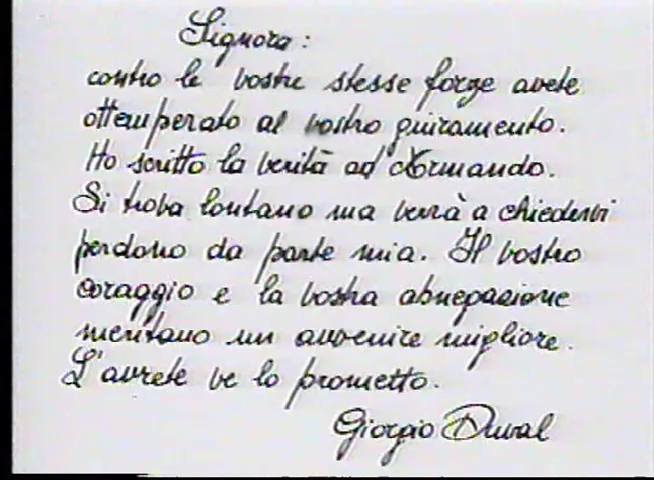 Signora:
contro le vostre stesse forze avete
ottemperato al vostro guiramento.
Ho scritto la verità ad Armando.
Si trova lontano ma verrà a chiedervi
perdono da parte mia. Il vostro
coraggio e la vostra abnegazione
meritano un avvenire migliore.
L'avrete ve lo prometto.
Giorgio Duval